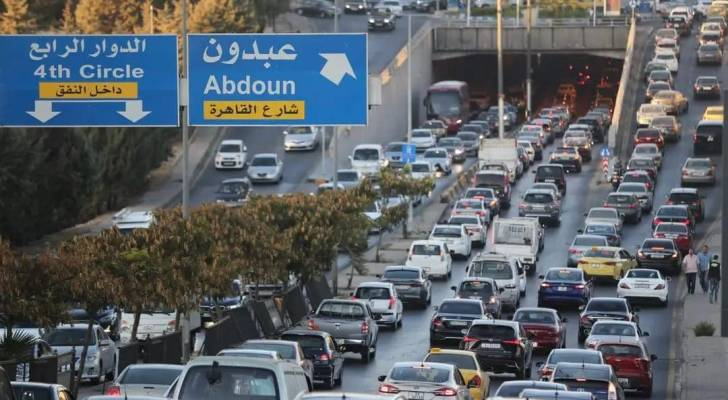 الدوار الرابع
4th Circle
داخل النفق
عبدون
Abdoun
شارع القاهرة